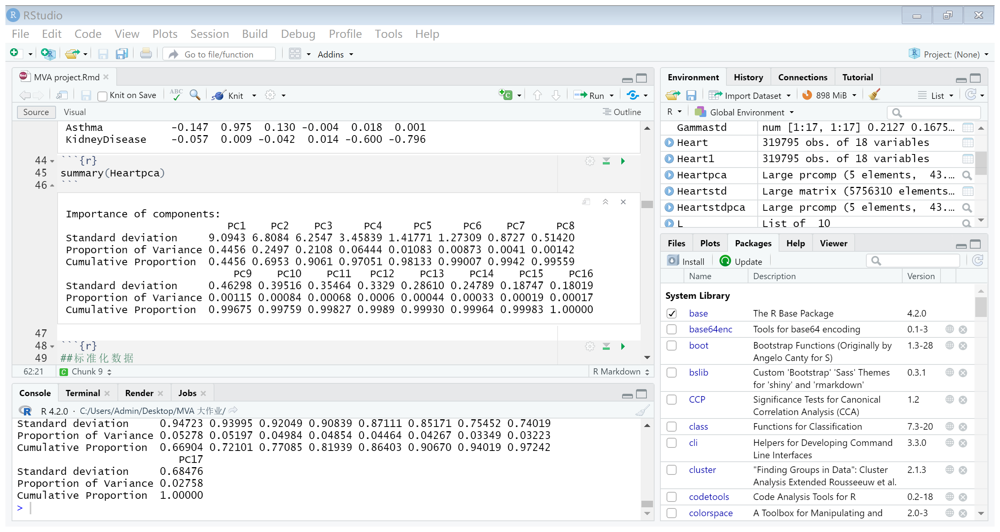 RStudio
File Edit Code View Plots Session Build Debug Profile Tools Help
Go to file/function Addins Project: (None)
MVA project.Rmd
Knit on Save ABC Knit Run
Source Visual Outline
Asthma -0.147 0.975 0.130 -0.004 0.018 0.001
KidneyDisease -0.057 0.009 -0.042 0.014 -0.600 -0.796
44 ```{r}
45 summary(Heartpca)
46 ```
Importance of components:
PC1 PC2 PC3 PC4 PC5 PC6 PC7 PC8
Standard deviation 9.0943 6.8084 6.2547 3.45839 1.41771 1.27309 0.8727 0.51420
Proportion of Variance 0.4456 0.2497 0.2108 0.06444 0.01083 0.00873 0.0041 0.00142
Cumulative Proportion 0.4456 0.6953 0.9061 0.97051 0.98133 0.99007 0.9942 0.99559
PC9 PC10 PC11 PC12 PC13 PC14 PC15 PC16
Standard deviation 0.46298 0.39516 0.35464 0.3329 0.28610 0.24789 0.18747 0.18019
Proportion of Variance 0.00115 0.00084 0.00068 0.0006 0.00044 0.00033 0.00019 0.00017
Cumulative Proportion 0.99675 0.99759 0.99827 0.9989 0.99930 0.99964 0.99983 1.00000
47
48 ```{r}
49 ##标准化数据
62:21 Chunk 9 R Markdown
Console Terminal Render Jobs
R 4.2.0 · C:/Users/Admin/Desktop/MVA 大作业/
Standard deviation 0.94723 0.93995 0.92049 0.90839 0.87111 0.85171 0.75452 0.74019
Proportion of Variance 0.05278 0.05197 0.04984 0.04854 0.04464 0.04267 0.03349 0.03223
Cumulative Proportion 0.66904 0.72101 0.77085 0.81939 0.86403 0.90670 0.94019 0.97242
PC17
Standard deviation 0.68476
Proportion of Variance 0.02758
Cumulative Proportion 1.00000
>
Environment History Connections Tutorial
Import Dataset 898 MiB List
R Global Environment
Gammastd num [1:17, 1:17] 0.2127 0.1675…
Heart 319795 obs. of 18 variables
Heart1 319795 obs. of 18 variables
Heartpca Large prcomp (5 elements, 43.…
Heartstd Large matrix (5756310 elements…
Heartstdpca Large prcomp (5 elements, 43.…
L List of 10
Files Plots Packages Help Viewer
Install Update
Name Description Version
System Library
base The R Base Package 4.2.0
base64enc Tools for base64 encoding 0.1-3
boot Bootstrap Functions (Originally by 1.3-28
Angelo Canty for S)
bslib Custom 'Bootstrap' 'Sass' Themes 0.3.1
for 'shiny' and 'rmarkdown'
CCP Significance Tests for Canonical 1.2
Correlation Analysis (CCA)
class Functions for Classification 7.3-20
cli Helpers for Developing Command 3.3.0
Line Interfaces
cluster "Finding Groups in Data": Cluster 2.1.3
Analysis Extended Rousseeuw et al.
codetools Code Analysis Tools for R 0.2-18
colorspace A Toolbox for Manipulating and 2.0-3